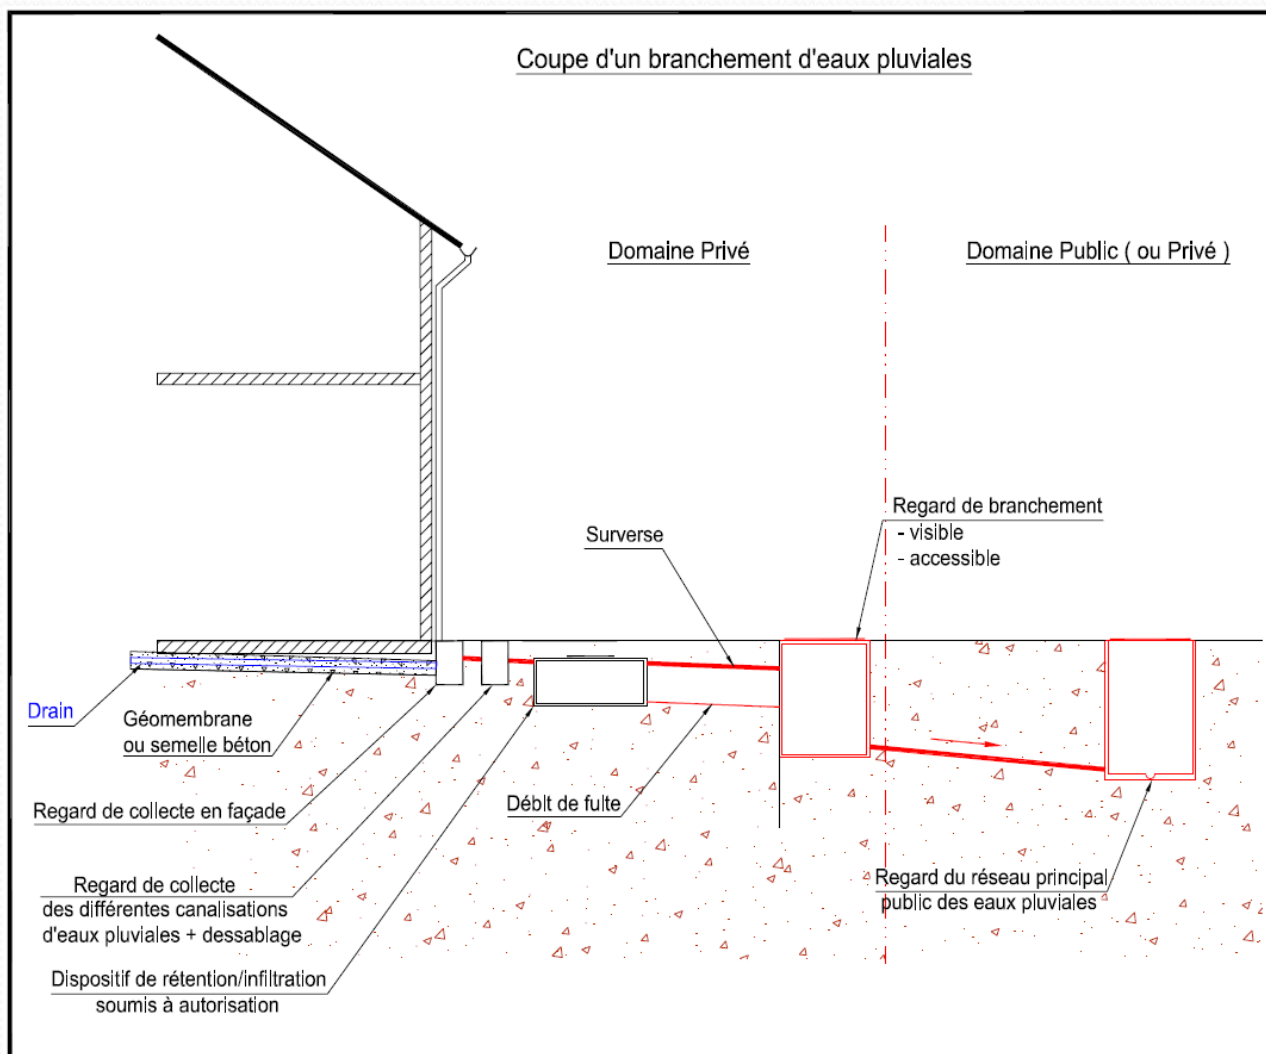 Coupe d'un branchement d'eaux pluviales
Domaine Privé
Domaine Public ( ou Privé )
Regard de branchement
- visible
- accessible
Surverse
Drain
Géomembrane
ou semelle béton
Regard de collecte en façade
Débit de fuite
Regard de collecte
des différentes canalisations
d'eaux pluviales + dessablage
Regard du réseau principal
public des eaux pluviales
Dispositif de rétention/infiltration
soumis à autorisation